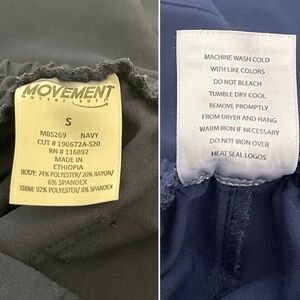 MOVEMENT
butter-soft
S
MBS269 NAVY
CUT # 190672A-S20
RN # 116892
MADE IN
ETHIOPIA
BODY: 74% POLYESTER/ 20% RAYON/
6% SPANDEX
TRIM: 92% POLYESTER/ 8% SPANDEX
MACHINE WASH COLD
WITH LIKE COLORS
DO NOT BLEACH
TUMBLE DRY COOL
REMOVE PROMPTLY
FROM DRYER AND HANG
WARM IRON IF NECESSARY
DO NOT IRON OVER
HEAT SEAL LOGOS